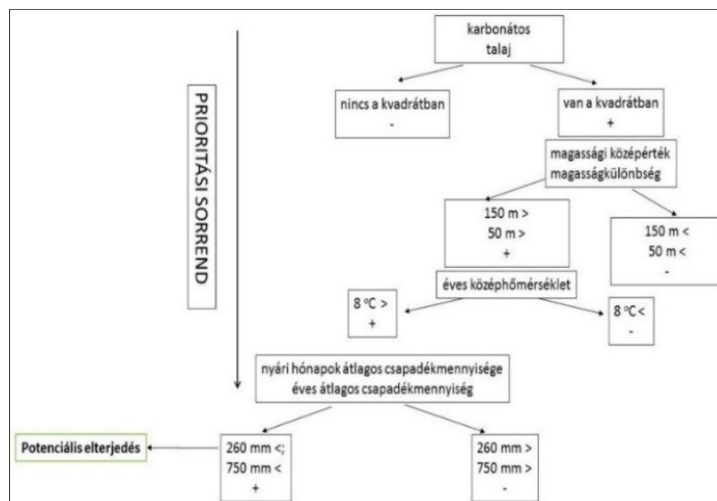 karbonátos
talaj
PRIORITÁSI SORREND
nincs a kvadrátban
-
van a kvadrátban
+
magassági középérték
magasságkülönbség
150 m >
50 m >
+
150 m <
50 m <
-
éves középhőmérséklet
8 °C >
+
8 °C <
-
nyári hónapok átlagos csapadékmennyisége
éves átlagos csapadékmennyiség
Potenciális elterjedés
260 mm <;
750 mm <
+
260 mm >
750 mm >
-